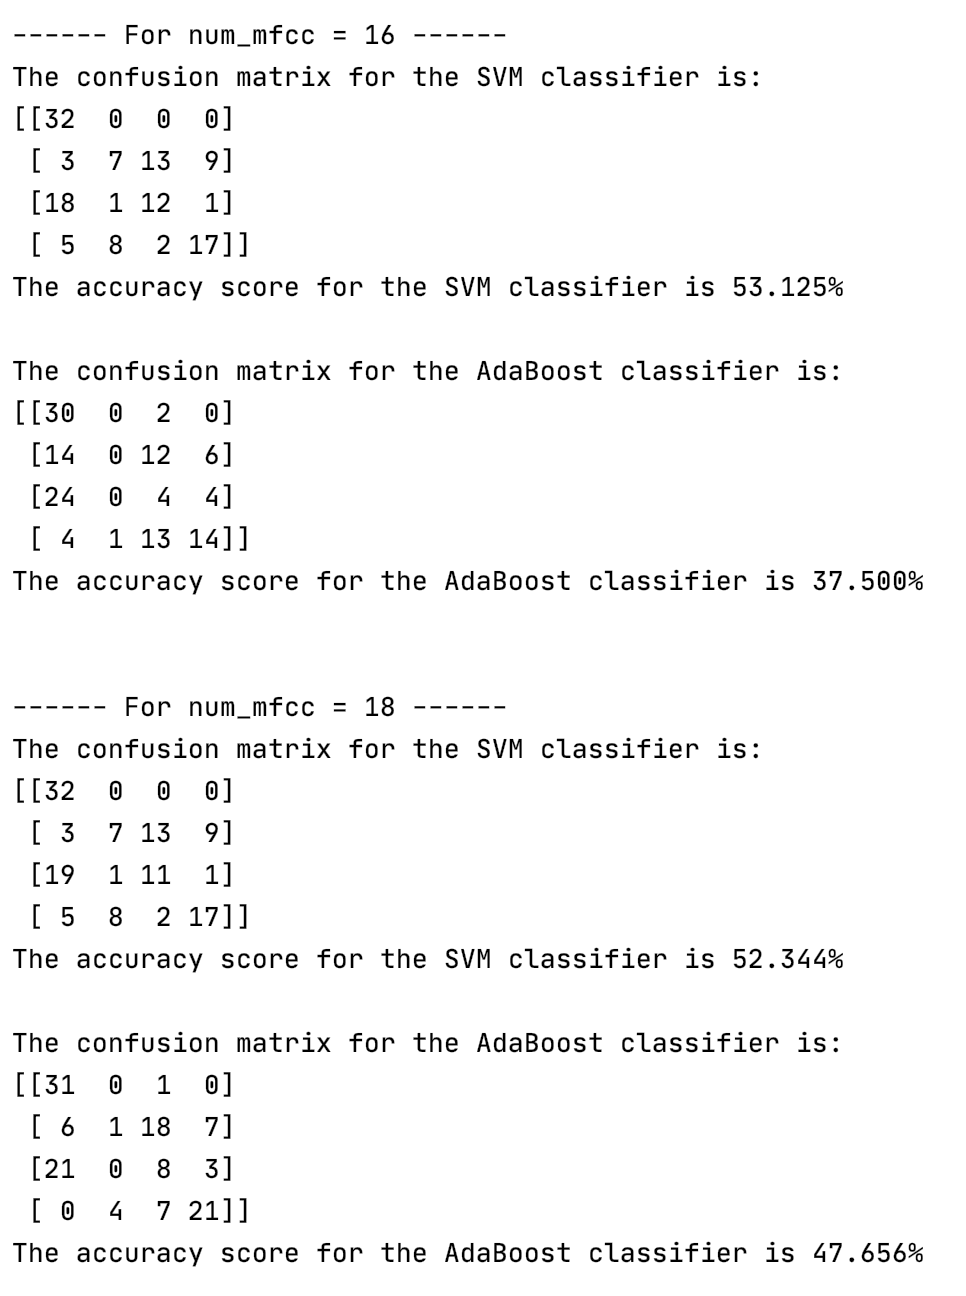 ------ For num_mfcc = 16 ------
The confusion matrix for the SVM classifier is:
[[32  0  0  0]
 [ 3  7 13  9]
 [18  1 12  1]
 [ 5  8  2 17]]
The accuracy score for the SVM classifier is 53.125%

The confusion matrix for the AdaBoost classifier is:
[[30  0  2  0]
 [14  0 12  6]
 [24  0  4  4]
 [ 4  1 13 14]]
The accuracy score for the AdaBoost classifier is 37.500%


------ For num_mfcc = 18 ------
The confusion matrix for the SVM classifier is:
[[32  0  0  0]
 [ 3  7 13  9]
 [19  1 11  1]
 [ 5  8  2 17]]
The accuracy score for the SVM classifier is 52.344%

The confusion matrix for the AdaBoost classifier is:
[[31  0  1  0]
 [ 6  1 18  7]
 [21  0  8  3]
 [ 0  4  7 21]]
The accuracy score for the AdaBoost classifier is 47.656%